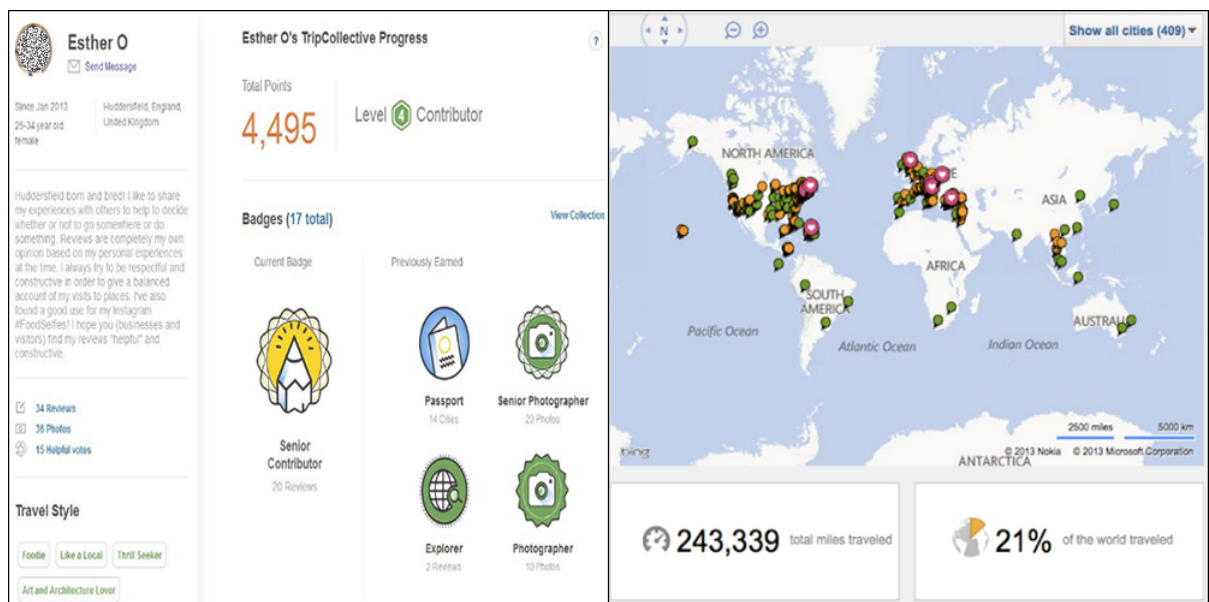 Esther O
Send Message
Since Jan 2013
25-34 year old
female
Huddersfield, England,
United Kingdom
Huddersfield born and bred! I like to share
my experiences with others to help to decide
whether or not to go somewhere or do
something. Reviews are completely my own
opinion based on my personal experiences
at the time. I always try to be respectful and
constructive in order to give a balanced
account of my visits to places. I've also
found a good use for my Instagram
#FoodSelfies! I hope you (businesses and
visitors) find my reviews "helpful" and
constructive.
34 Reviews
36 Photos
15 Helpful votes
Travel Style
Foodie
Like a Local
Thrill Seeker
Art and Architecture Lover
Esther O's TripCollective Progress
?
Total Points
4,495
Level 4 Contributor
Badges (17 total)
View Collection
Current Badge
Previously Earned
Senior
Contributor
20 Reviews
Passport
14 Cities
Senior Photographer
20 Photos
Explorer
2 Reviews
Photographer
10 Photos
N
Show all cities (409)
NORTH AMERICA
E
ASIA
AFRICA
SOUTH
AMERICA
AUSTRAL
Pacific Ocean
Atlantic Ocean
Indian Ocean
2500 miles
5000 km
bing
© 2013 Nokia © 2013 Microsoft Corporation
ANTARCTICA
243,339 total miles traveled
21% of the world traveled